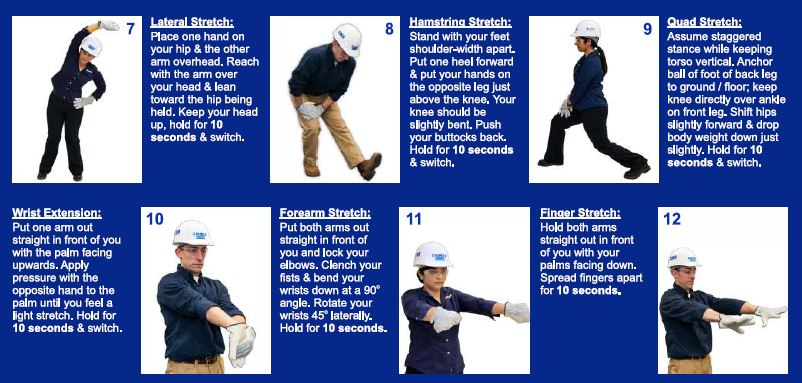 7
Lateral Stretch:
Place one hand on
your hip & the other
arm overhead. Reach
with the arm over
your head & lean
toward the hip being
held. Keep your head
up, hold for 10
seconds & switch.
8
Hamstring Stretch:
Stand with your feet
shoulder-width apart.
Put one heel forward
& put your hands on
the opposite leg just
above the knee. Your
knee should be
slightly bent. Push
your buttocks back.
Hold for 10 seconds
& switch.
9
Quad Stretch:
Assume staggered
stance while keeping
torso vertical. Anchor
ball of foot of back leg
to ground / floor; keep
knee directly over ankle
on front leg. Shift hips
slightly forward & drop
body weight down just
slightly. Hold for 10
seconds & switch.
Wrist Extension:
Put one arm out
straight in front of you
with the palm facing
upwards. Apply
pressure with the
opposite hand to the
palm until you feel a
light stretch. Hold for
10 seconds & switch.
10
Forearm Stretch:
Put both arms out
straight in front of
you and lock your
elbows. Clench your
fists & bend your
wrists down at a 90°
angle. Rotate your
wrists 45° laterally.
Hold for 10 seconds.
11
Finger Stretch:
Hold both arms
straight out in front
of you with your
palms facing down.
Spread fingers apart
for 10 seconds.
12